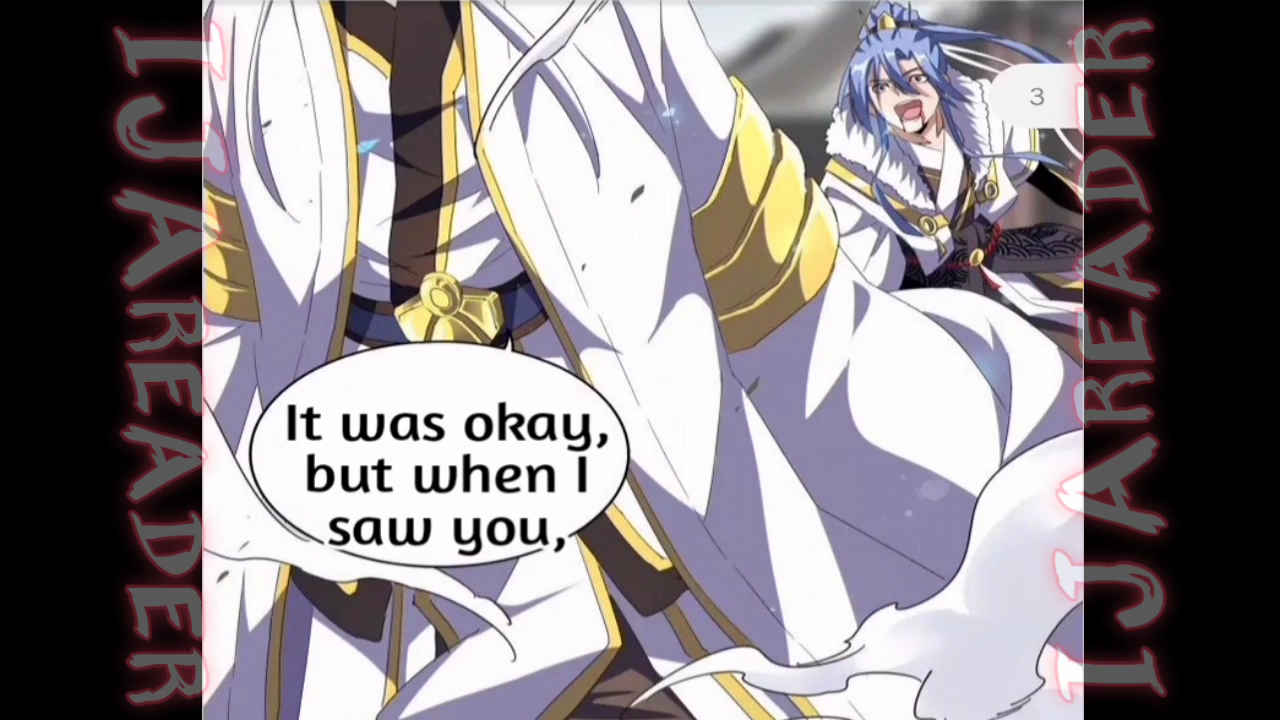 IJAREADER
3
It was okay,
but when I
saw you,
IJAREADER